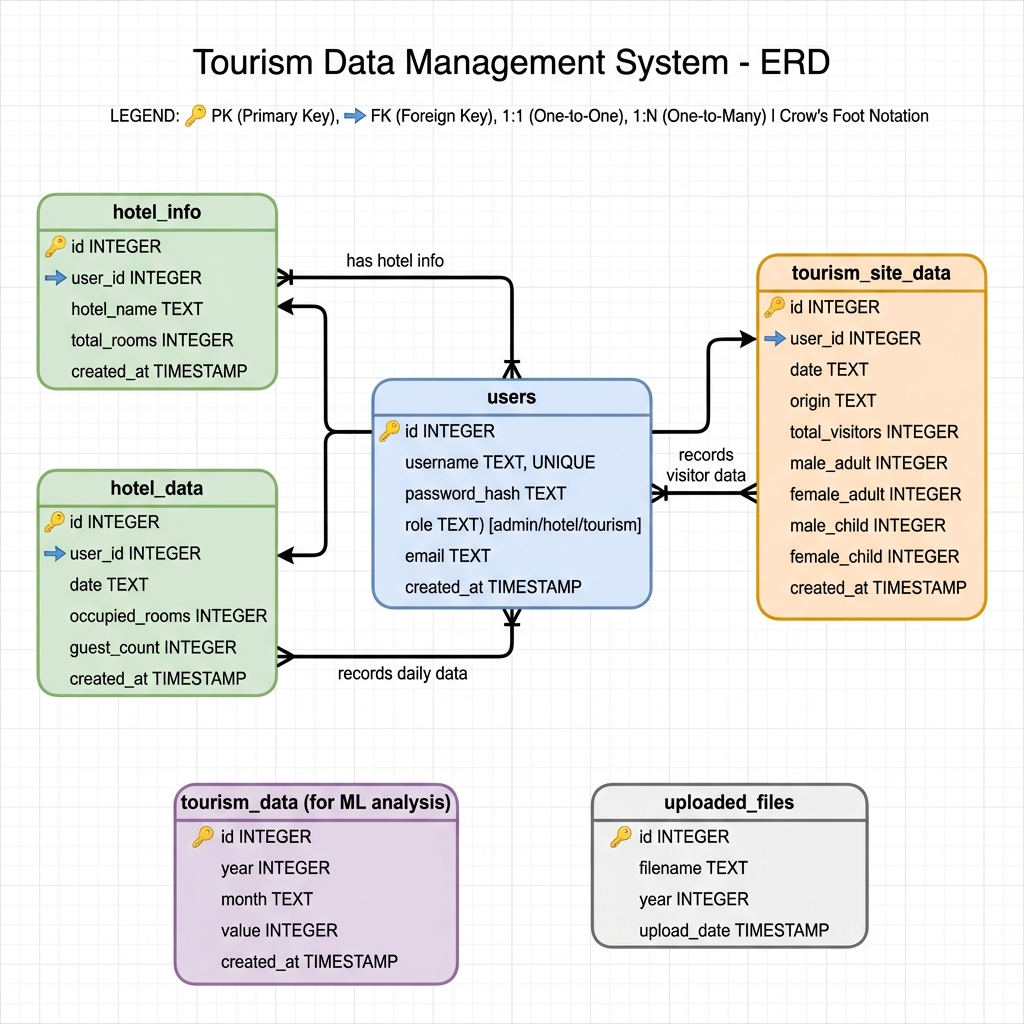 Tourism Data Management System - ERD
LEGEND: PK (Primary Key), FK (Foreign Key), 1:1 (One-to-One), 1:N (One-to-Many) I Crow's Foot Notation
hotel_info
id INTEGER
user_id INTEGER
hotel_name TEXT
total_rooms INTEGER
created_at TIMESTAMP
has hotel info
hotel_data
id INTEGER
user_id INTEGER
date TEXT
occupied_rooms INTEGER
guest_count INTEGER
created_at TIMESTAMP
records daily data
users
id INTEGER
username TEXT, UNIQUE
password_hash TEXT
role TEXT) [admin/hotel/tourism]
email TEXT
created_at TIMESTAMP
records
visitor data
tourism_site_data
id INTEGER
user_id INTEGER
date TEXT
origin TEXT
total_visitors INTEGER
male_adult INTEGER
female_adult INTEGER
male_child INTEGER
female_child INTEGER
created_at TIMESTAMP
tourism_data (for ML analysis)
id INTEGER
year INTEGER
month TEXT
value INTEGER
created_at TIMESTAMP
uploaded_files
id INTEGER
filename TEXT
year INTEGER
upload_date TIMESTAMP